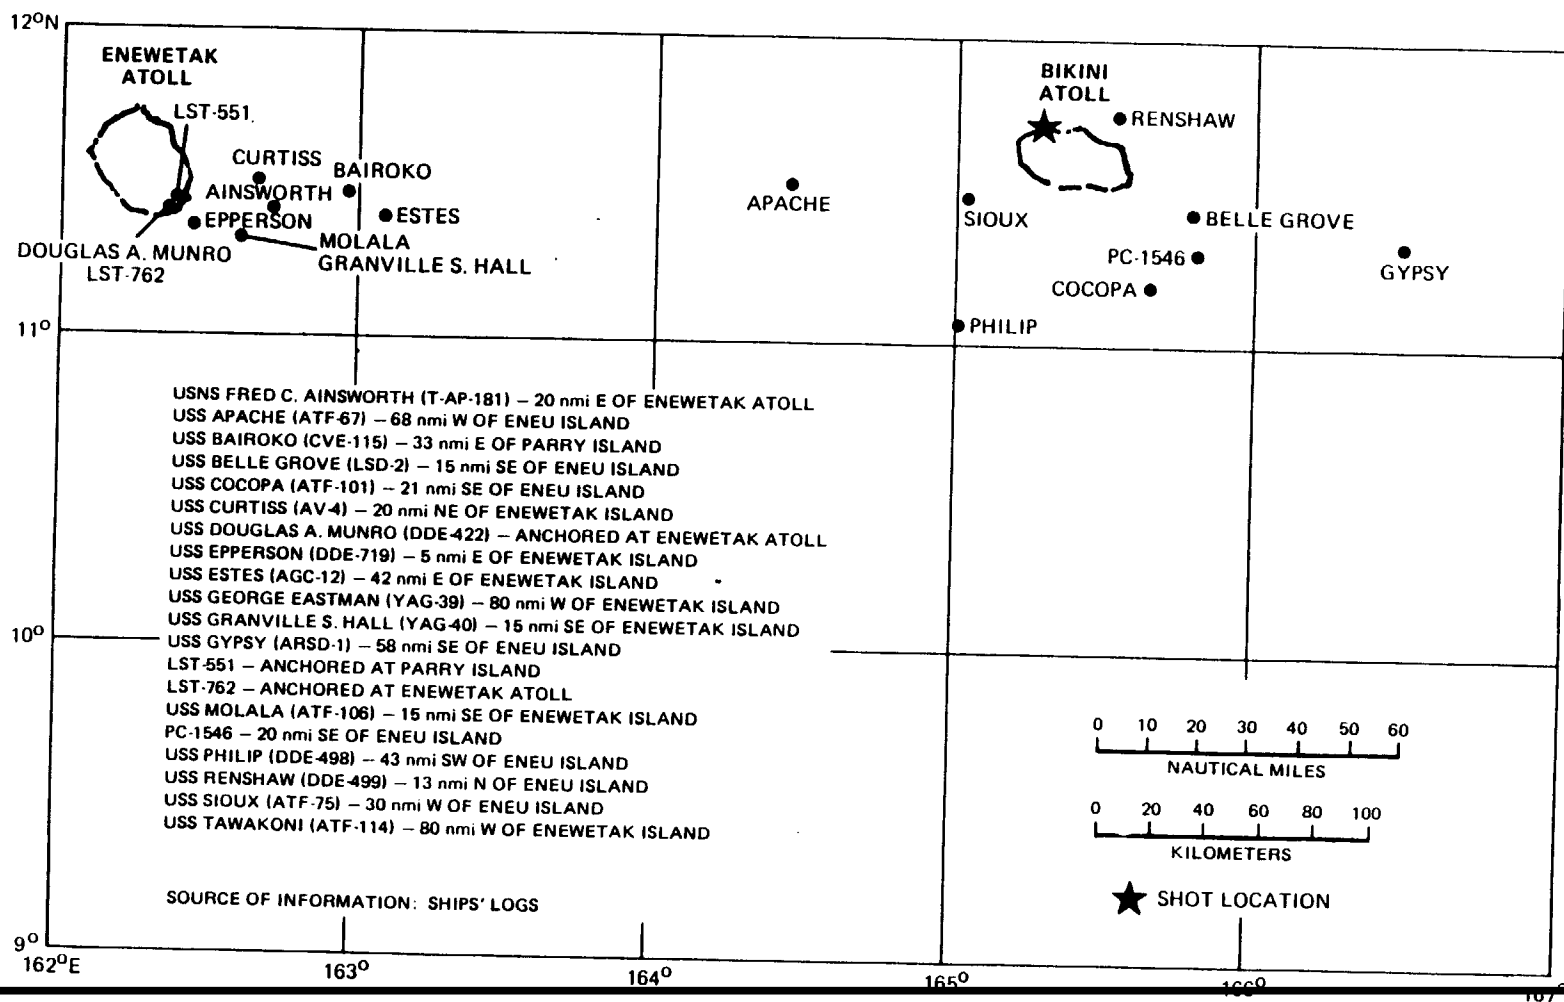 12°N
ENEWETAK
ATOLL
LST-551
CURTISS
BAIROKO
AINSWORTH
EPPERSON
ESTES
DOUGLAS A. MUNRO
LST-762
MOLALA
GRANVILLE S. HALL
APACHE
BIKINI
ATOLL
RENSHAW
SIOUX
BELLE GROVE
PC-1546
COCOPA
GYPSY
PHILIP
11°
USNS FRED C. AINSWORTH (T-AP-181) – 20 nmi E OF ENEWETAK ATOLL
USS APACHE (ATF-67) – 68 nmi W OF ENEU ISLAND
USS BAIROKO (CVE-115) – 33 nmi E OF PARRY ISLAND
USS BELLE GROVE (LSD-2) – 15 nmi SE OF ENEU ISLAND
USS COCOPA (ATF-101) – 21 nmi SE OF ENEU ISLAND
USS CURTISS (AV-4) – 20 nmi NE OF ENEWETAK ISLAND
USS DOUGLAS A. MUNRO (DDE-422) – ANCHORED AT ENEWETAK ATOLL
USS EPPERSON (DDE-719) – 5 nmi E OF ENEWETAK ISLAND
USS ESTES (AGC-12) – 42 nmi E OF ENEWETAK ISLAND
USS GEORGE EASTMAN (YAG-39) – 80 nmi W OF ENEWETAK ISLAND
USS GRANVILLE S. HALL (YAG-40) – 15 nmi SE OF ENEWETAK ISLAND
USS GYPSY (ARSD-1) – 58 nmi SE OF ENEU ISLAND
LST-551 – ANCHORED AT PARRY ISLAND
LST-762 – ANCHORED AT ENEWETAK ATOLL
USS MOLALA (ATF-106) – 15 nmi SE OF ENEWETAK ISLAND
PC-1546 – 20 nmi SE OF ENEU ISLAND
USS PHILIP (DDE-498) – 43 nmi SW OF ENEU ISLAND
USS RENSHAW (DDE-499) – 13 nmi N OF ENEU ISLAND
USS SIOUX (ATF-75) – 30 nmi W OF ENEU ISLAND
USS TAWAKONI (ATF-114) – 80 nmi W OF ENEWETAK ISLAND
10°
SOURCE OF INFORMATION: SHIPS' LOGS
0 10 20 30 40 50 60
NAUTICAL MILES
0 20 40 60 80 100
KILOMETERS
SHOT LOCATION
9°
162°E 163° 164° 165°